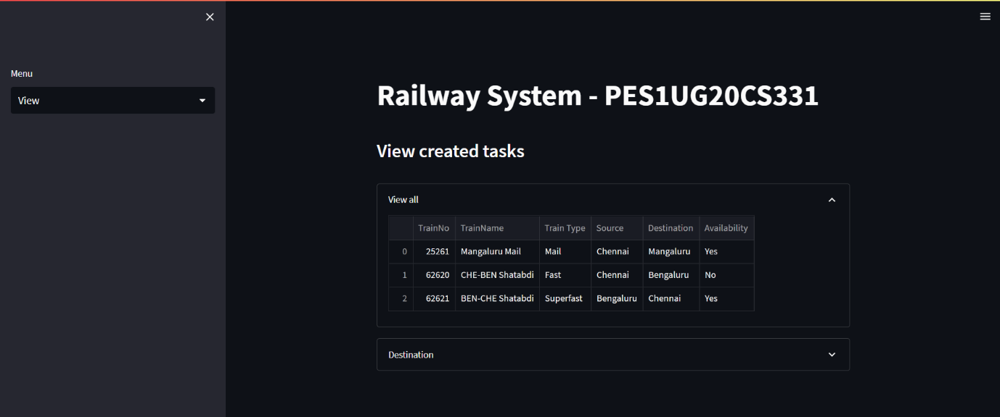 Menu
View
Railway System - PES1UG20CS331
View created tasks
View all
TrainNo TrainName Train Type Source Destination Availability
0 25261 Mangaluru Mail Mail Chennai Mangaluru Yes
1 62620 CHE-BEN Shatabdi Fast Chennai Bengaluru No
2 62621 BEN-CHE Shatabdi Superfast Bengaluru Chennai Yes
Destination